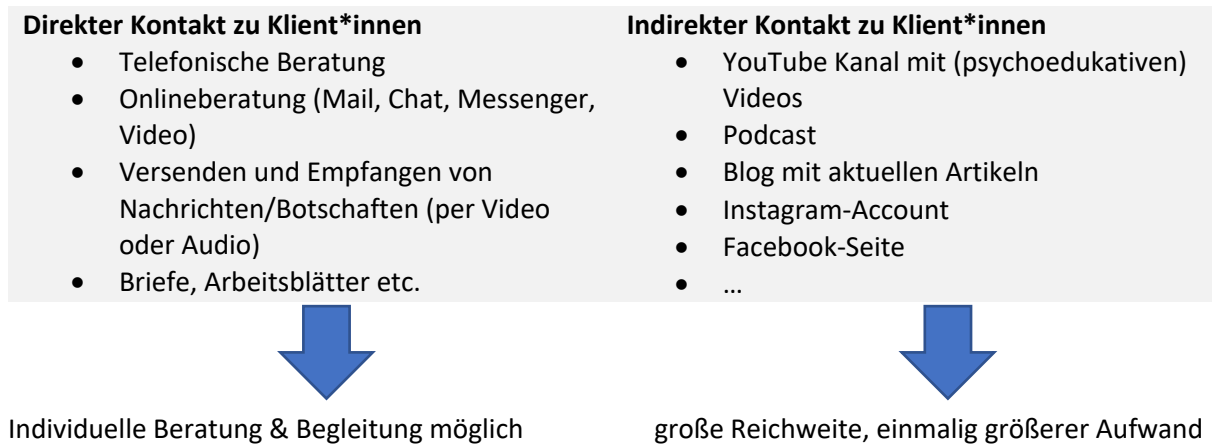 Direkter Kontakt zu Klient*innen
• Telefonische Beratung
• Onlineberatung (Mail, Chat, Messenger,
Video)
• Versenden und Empfangen von
Nachrichten/Botschaften (per Video
oder Audio)
• Briefe, Arbeitsblätter etc.
Individuelle Beratung & Begleitung möglich
Indirekter Kontakt zu Klient*innen
• YouTube Kanal mit (psychoedukativen)
Videos
• Podcast
• Blog mit aktuellen Artikeln
• Instagram-Account
• Facebook-Seite
• …
große Reichweite, einmalig größerer Aufwand